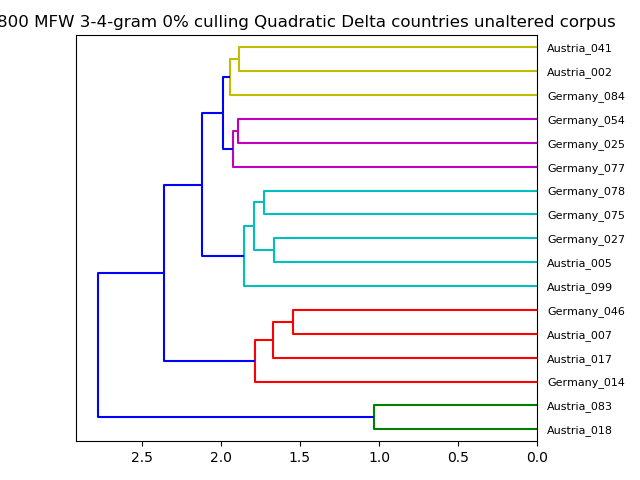 800 MFW 3-4-gram 0% culling Quadratic Delta countries unaltered corpus
Austria_041
Austria_002
Germany_084
Germany_054
Germany_025
Germany_077
Germany_078
Germany_075
Germany_027
Austria_005
Austria_099
Germany_046
Austria_007
Austria_017
Germany_014
Austria_083
Austria_018
2.5 2.0 1.5 1.0 0.5 0.0